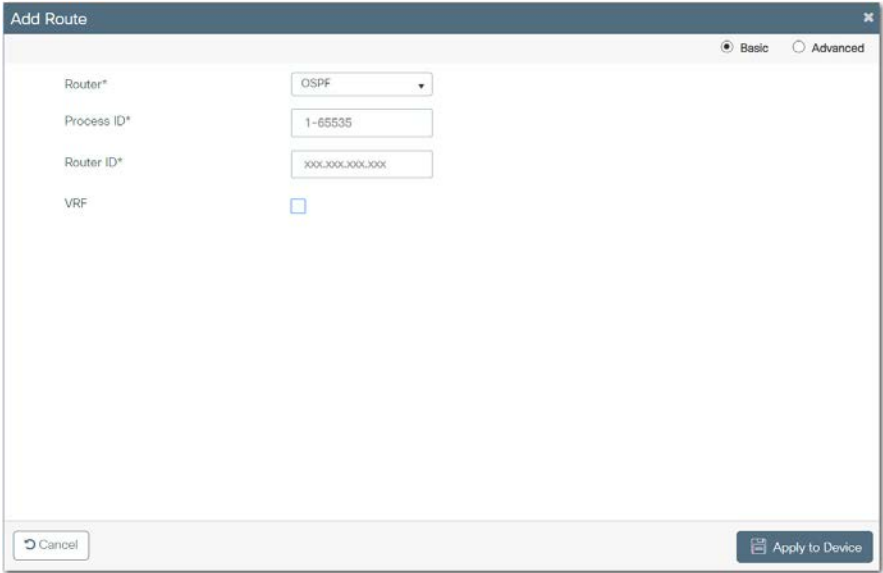 Add Route
Basic Advanced
Router* OSPF
Process ID* 1-65535
Router ID* xxx.xxx.xxx.xxx
VRF
Cancel Apply to Device